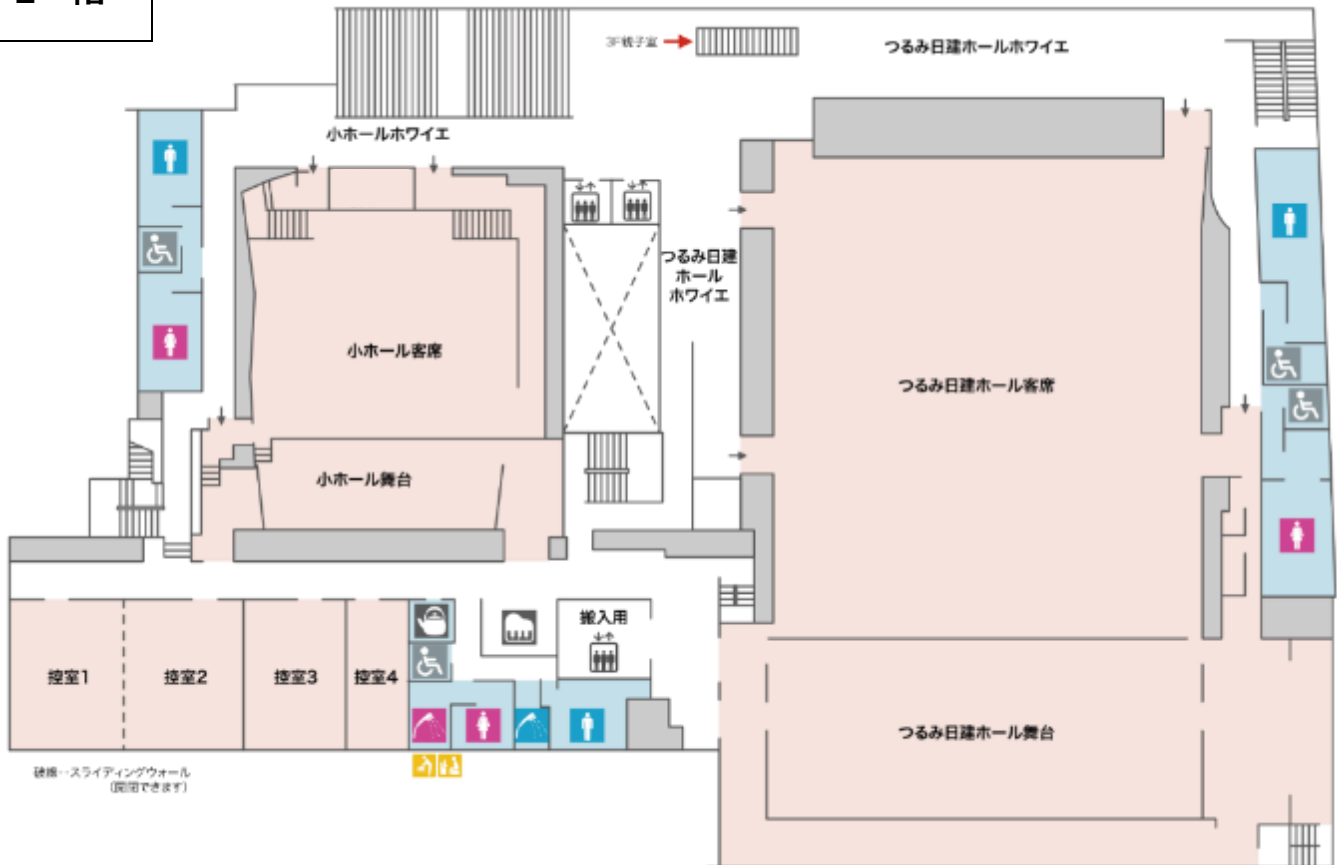 3F親子室
つるみ日建ホールホワイエ
小ホールホワイエ
つるみ日建
ホール
ホワイエ
小ホール客席
つるみ日建ホール客席
小ホール舞台
搬入用
控室1
控室2
控室3
控室4
つるみ日建ホール舞台
破線‥スライディングウォール
(開閉できます)